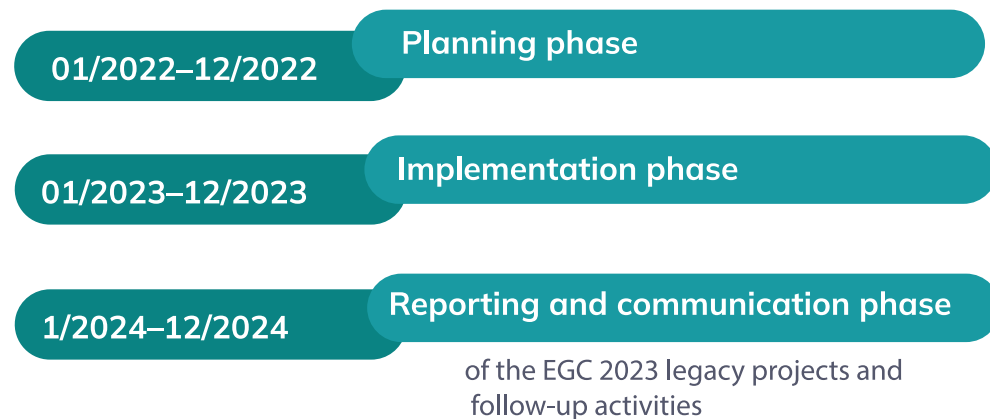 Planning phase
01/2022–12/2022
Implementation phase
01/2023–12/2023
Reporting and communication phase
1/2024–12/2024
of the EGC 2023 legacy projects and
follow-up activities